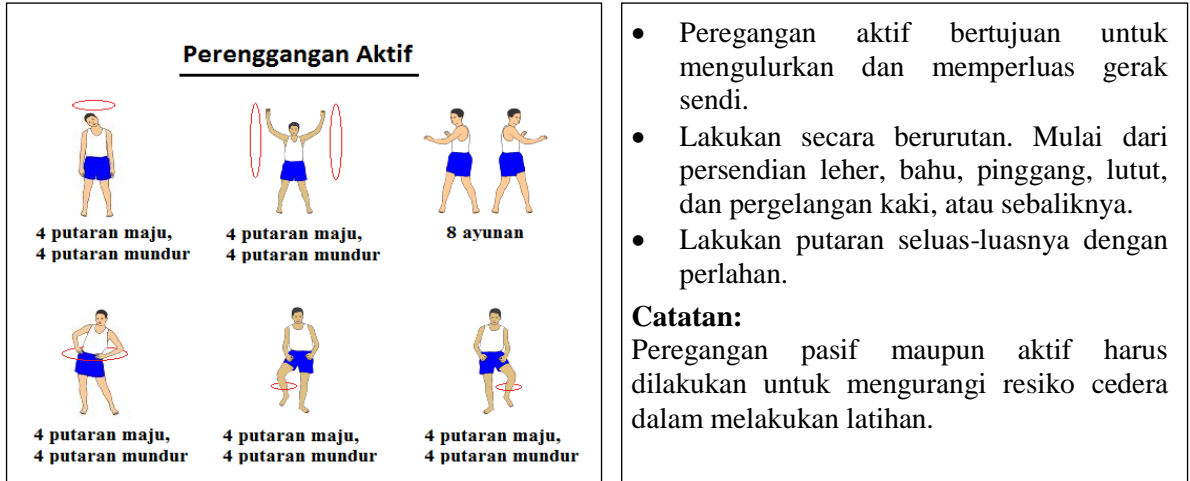 Perenggangan Aktif
4 putaran maju,
4 putaran mundur
4 putaran maju,
4 putaran mundur
8 ayunan
4 putaran maju,
4 putaran mundur
4 putaran maju,
4 putaran mundur
4 putaran maju,
4 putaran mundur
• Peregangan aktif bertujuan untuk
mengulurkan dan memperluas gerak
sendi.
• Lakukan secara berurutan. Mulai dari
persendian leher, bahu, pinggang, lutut,
dan pergelangan kaki, atau sebaliknya.
• Lakukan putaran seluas-luasnya dengan
perlahan.
Catatan:
Peregangan pasif maupun aktif harus
dilakukan untuk mengurangi resiko cedera
dalam melakukan latihan.